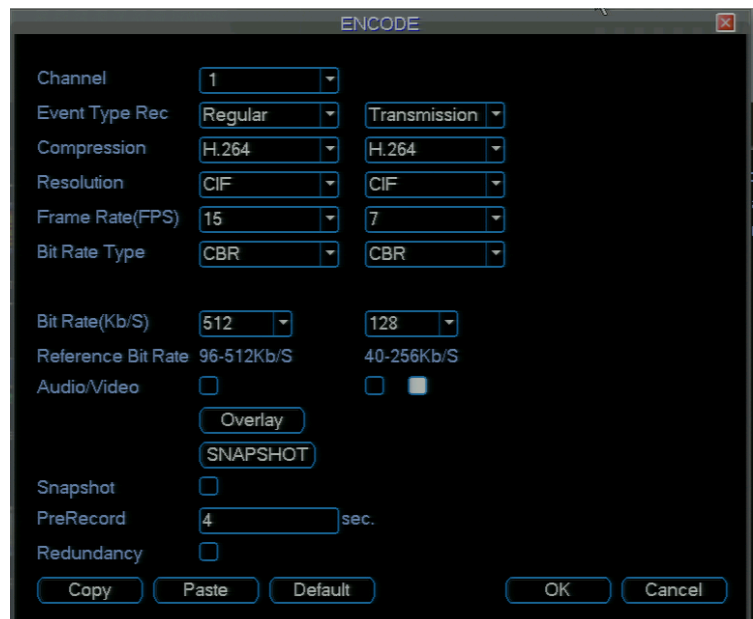 ENCODE
Channel 1
Event Type Rec Regular Transmission
Compression H.264 H.264
Resolution CIF CIF
Frame Rate(FPS) 15 7
Bit Rate Type CBR CBR
Bit Rate(Kb/S) 512 128
Reference Bit Rate 96-512Kb/S 40-256Kb/S
Audio/Video
Overlay
SNAPSHOT
Snapshot
PreRecord 4 sec.
Redundancy
Copy Paste Default OK Cancel